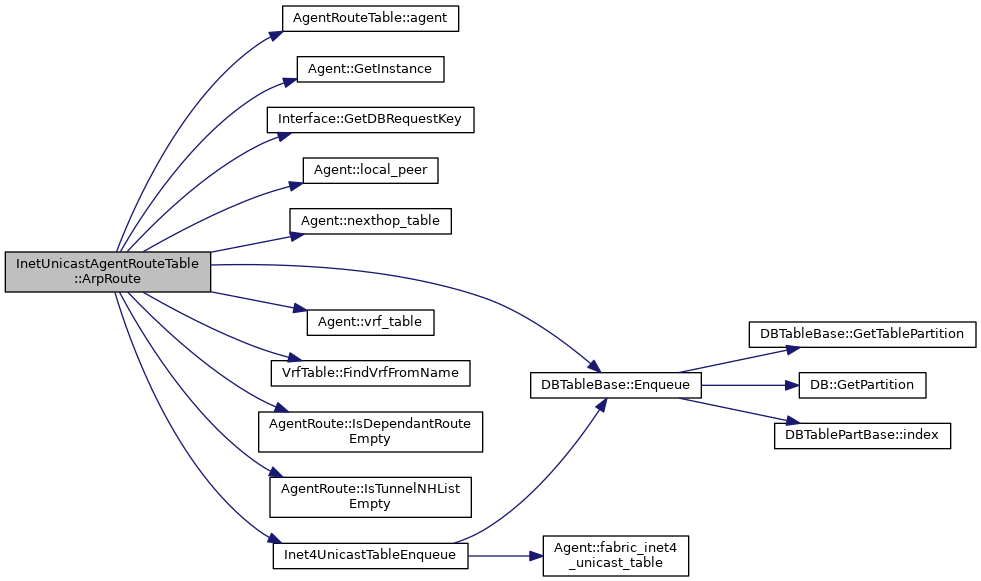 AgentRouteTable::agent
Agent::GetInstance
Interface::GetDBRequestKey
Agent::local_peer
Agent::nexthop_table
InetUnicastAgentRouteTable
::ArpRoute
Agent::vrf_table
VrfTable::FindVrfFromName
AgentRoute::IsDependantRoute
Empty
AgentRoute::IsTunnelNHList
Empty
Inet4UnicastTableEnqueue
DBTableBase::Enqueue
Agent::fabric_inet4
_unicast_table
DBTableBase::GetTablePartition
DB::GetPartition
DBTablePartBase::index